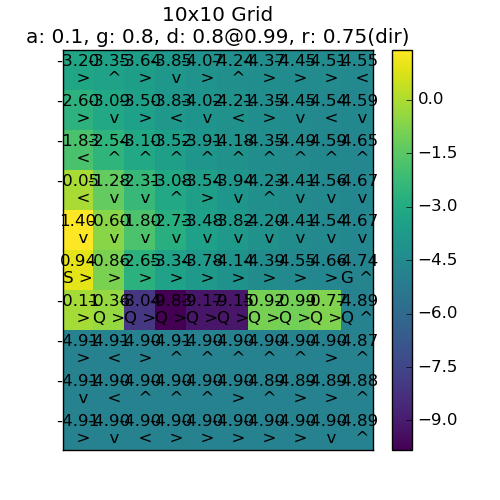 10x10 Grid
a: 0.1, g: 0.8, d: 0.8@0.99, r: 0.75(dir)
-3.20 -3.35 -3.64 -3.85 -4.07 -4.24 -4.37 -4.45 -4.51 -4.55
> ^ > v > ^ > > > <
-2.60 -3.09 -3.50 -3.83 -4.02 -4.21 -4.35 -4.45 -4.54 -4.59
> v > < v < > v < v
-1.83 -2.54 -3.10 -3.52 -3.91 -4.18 -4.35 -4.49 -4.59 -4.65
< ^ ^ ^ ^ ^ ^ ^ ^ ^
-0.05 -1.28 -2.31 -3.08 -3.54 -3.94 -4.23 -4.41 -4.56 -4.67
< v v ^ > v ^ v v v
1.40 -0.60 -1.80 -2.73 -3.48 -3.82 -4.20 -4.41 -4.54 -4.67
v v v v v v v v v v
0.94 -0.86 -2.65 -3.34 -3.78 -4.14 -4.39 -4.55 -4.66 -4.74
S > > > > > > > > > G ^
-0.11 -8.04 -9.83 -9.17 -9.15 -0.92 -0.99 -0.77 -4.89
> Q > Q > Q > Q > Q > Q > Q > Q > Q ^
-4.91 -4.91 -4.90 -4.91 -4.90 -4.90 -4.90 -4.90 -4.90 -4.87
> < > ^ ^ ^ ^ ^ > ^
-4.91 -4.90 -4.90 -4.90 -4.90 -4.90 -4.89 -4.89 -4.89 -4.88
v < ^ ^ ^ > ^ > > ^
-4.91 -4.90 -4.90 -4.90 -4.90 -4.90 -4.90 -4.90 -4.90 -4.89
> v < > > > > > v ^
0.0
−1.5
−3.0
−4.5
−6.0
−7.5
−9.0